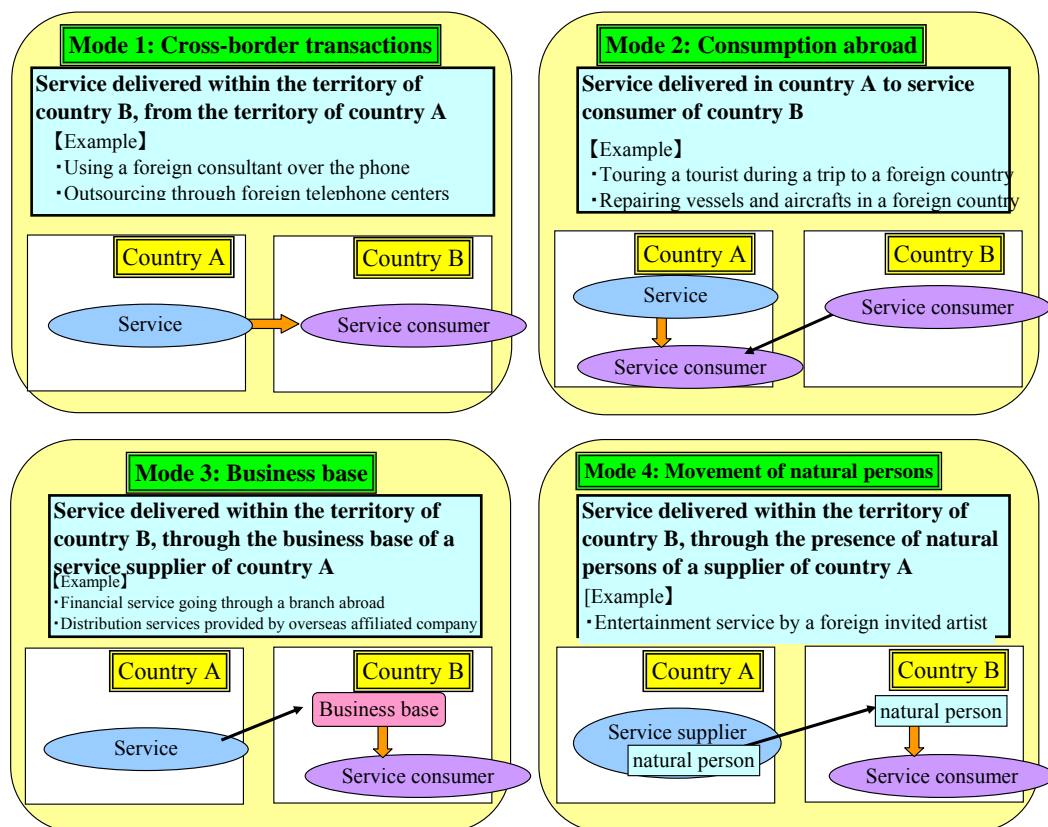 Mode 1: Cross-border transactions
Service delivered within the territory of
country B, from the territory of country A
【Example】
・Using a foreign consultant over the phone
・Outsourcing through foreign telephone centers
Country A
Country B
Service
Service consumer
Mode 2: Consumption abroad
Service delivered in country A to service
consumer of country B
【Example】
・Touring a tourist during a trip to a foreign country
・Repairing vessels and aircrafts in a foreign country
Country A
Country B
Service
Service consumer
Service consumer
Mode 3: Business base
Service delivered within the territory of
country B, through the business base of a
service supplier of country A
【Example】
・Financial service going through a branch abroad
・Distribution services provided by overseas affiliated company
Country A
Country B
Business base
Service
Service consumer
Mode 4: Movement of natural persons
Service delivered within the territory of
country B, through the presence of natural
persons of a supplier of country A
[Example】
・Entertainment service by a foreign invited artist
Country A
Country B
natural person
Service supplier
natural person
Service consumer